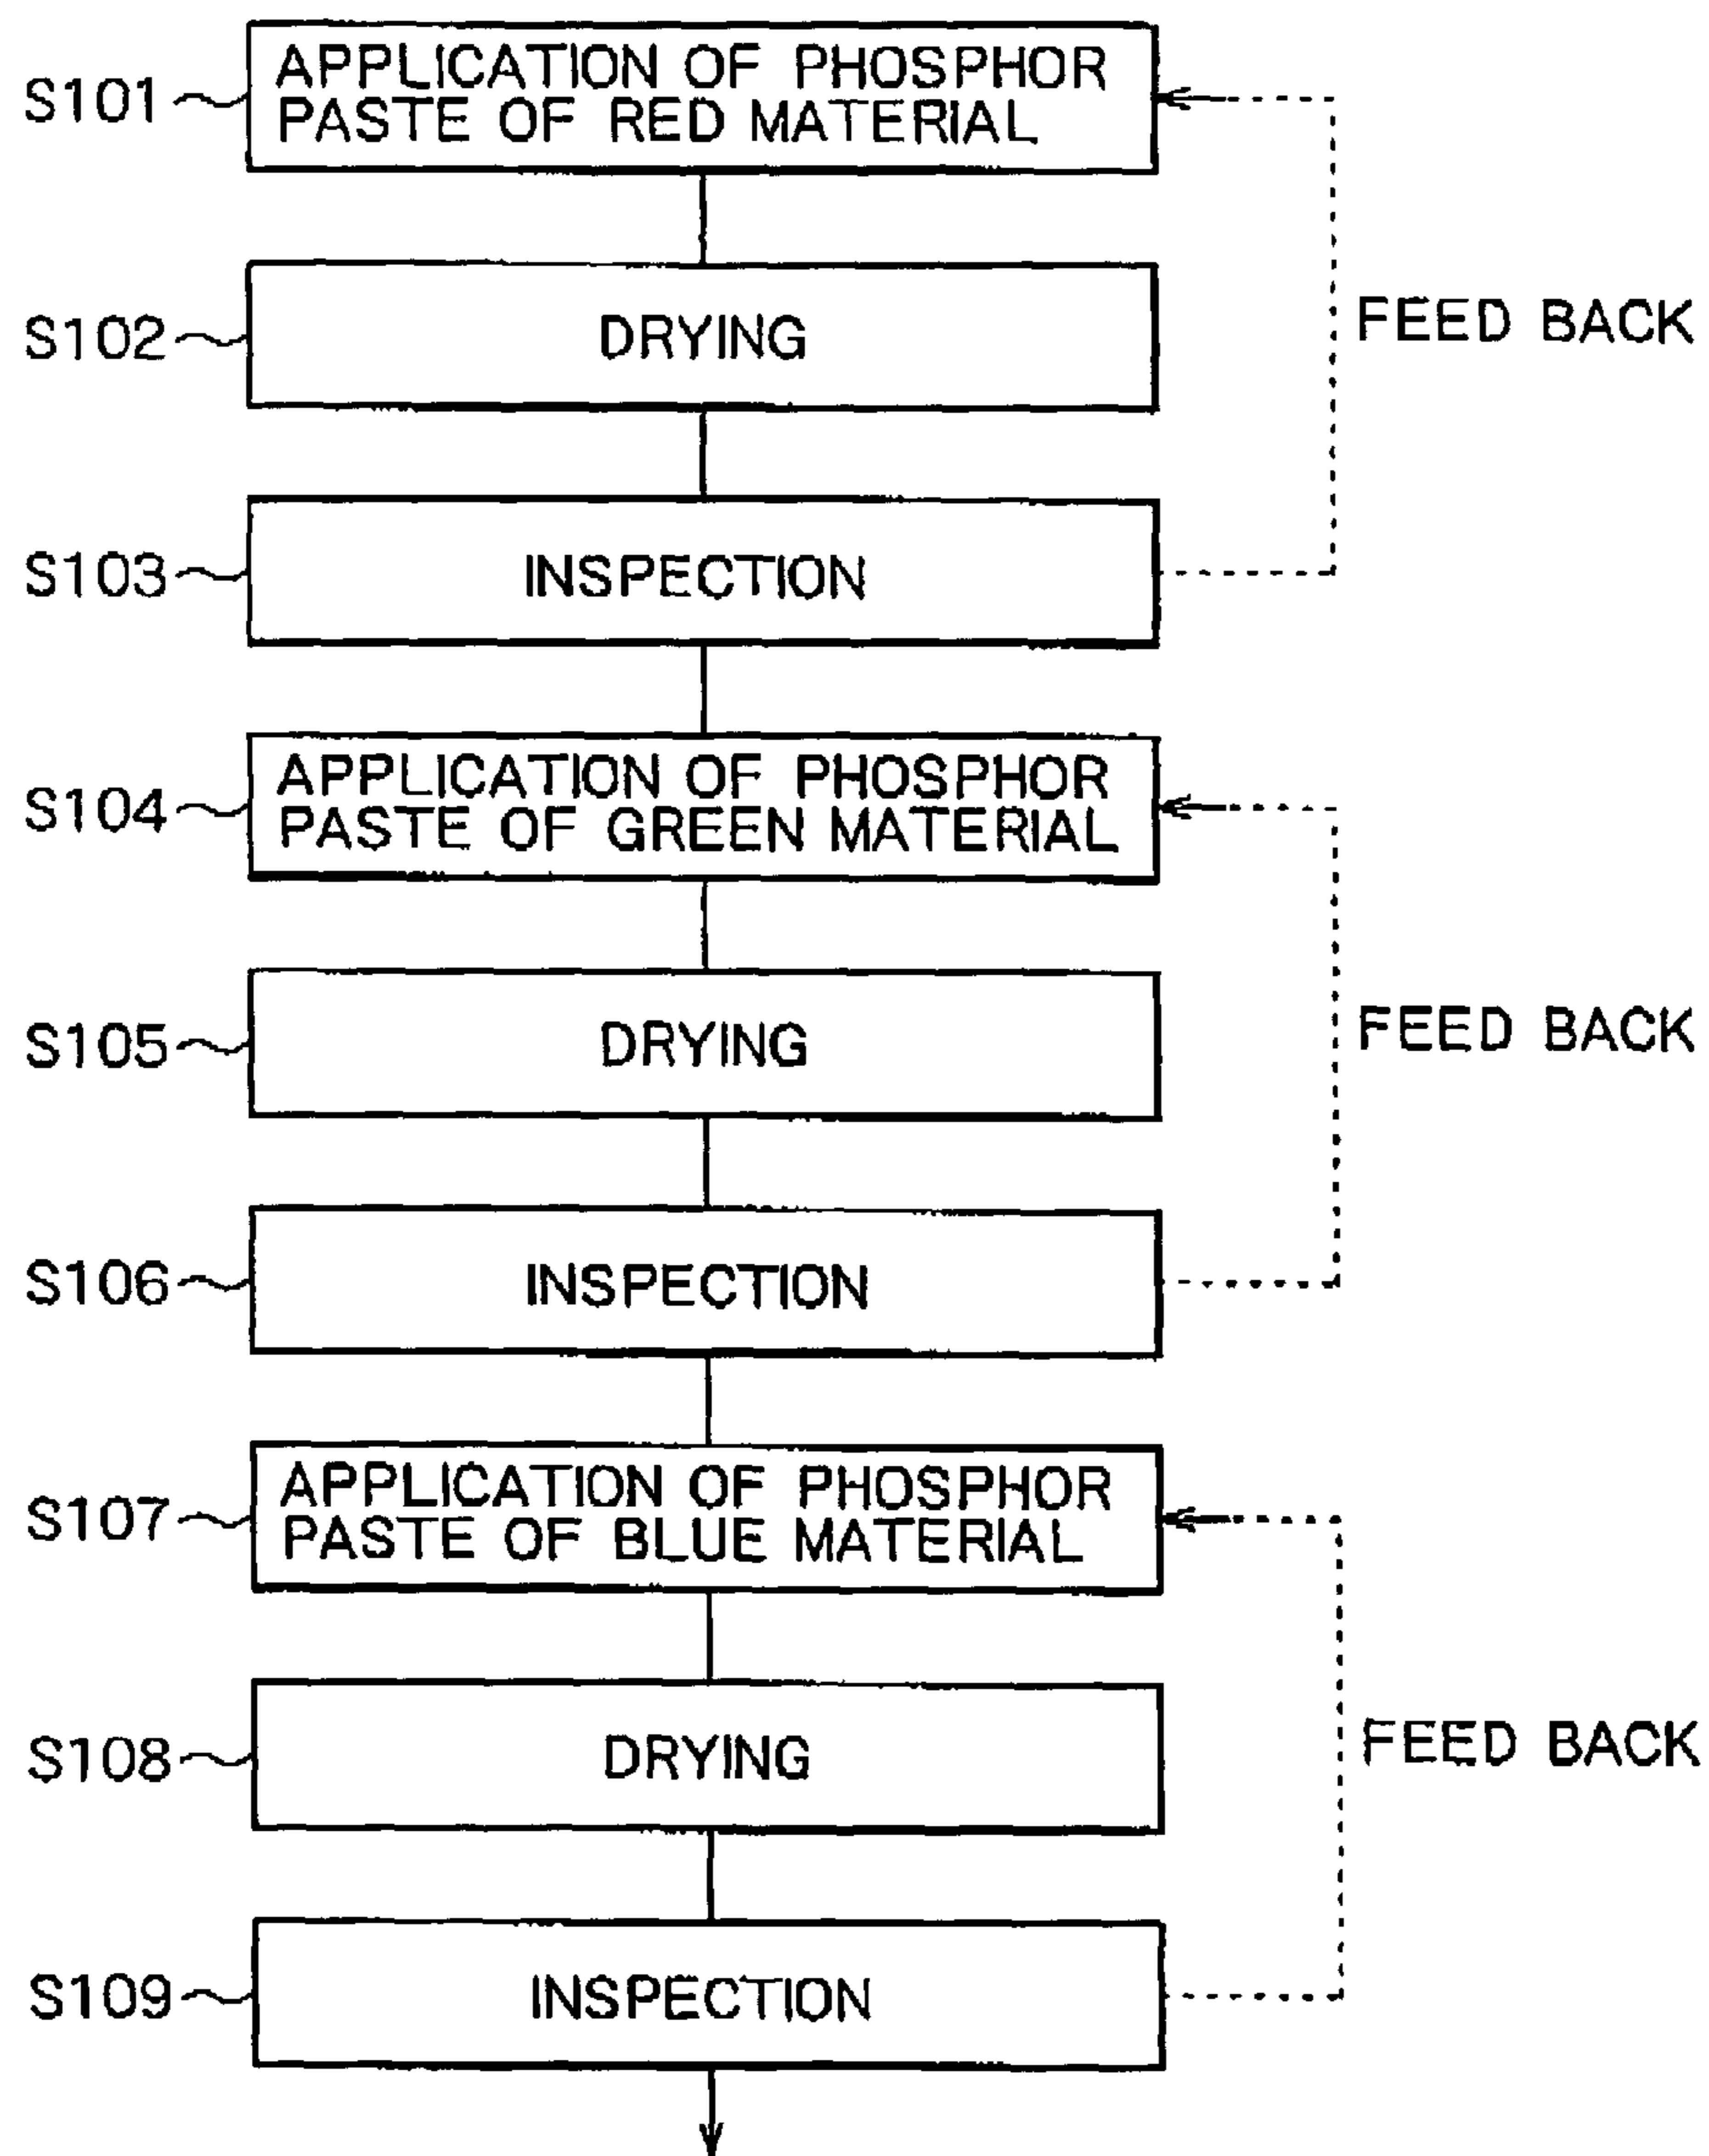 S101
APPLICATION OF PHOSPHOR
PASTE OF RED MATERIAL
S102
DRYING
FEED BACK
S103
INSPECTION
S104
APPLICATION OF PHOSPHOR
PASTE OF GREEN MATERIAL
S105
DRYING
FEED BACK
S106
INSPECTION
S107
APPLICATION OF PHOSPHOR
PASTE OF BLUE MATERIAL
S108
DRYING
FEED BACK
S109
INSPECTION